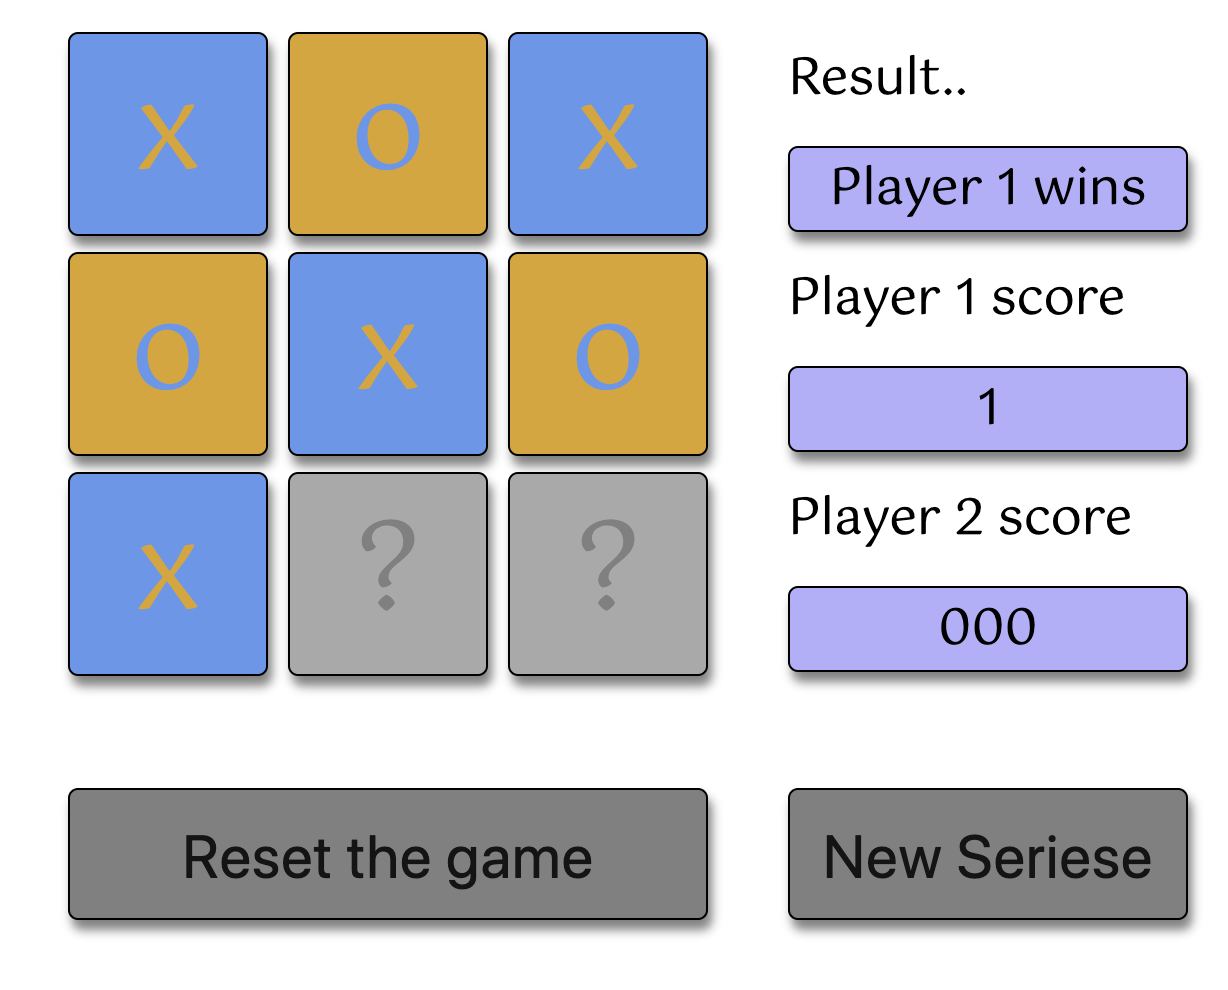 X O X
O X O
X ? ?
Result..
Player 1 wins
Player 1 score
1
Player 2 score
000
Reset the game
New Seriese